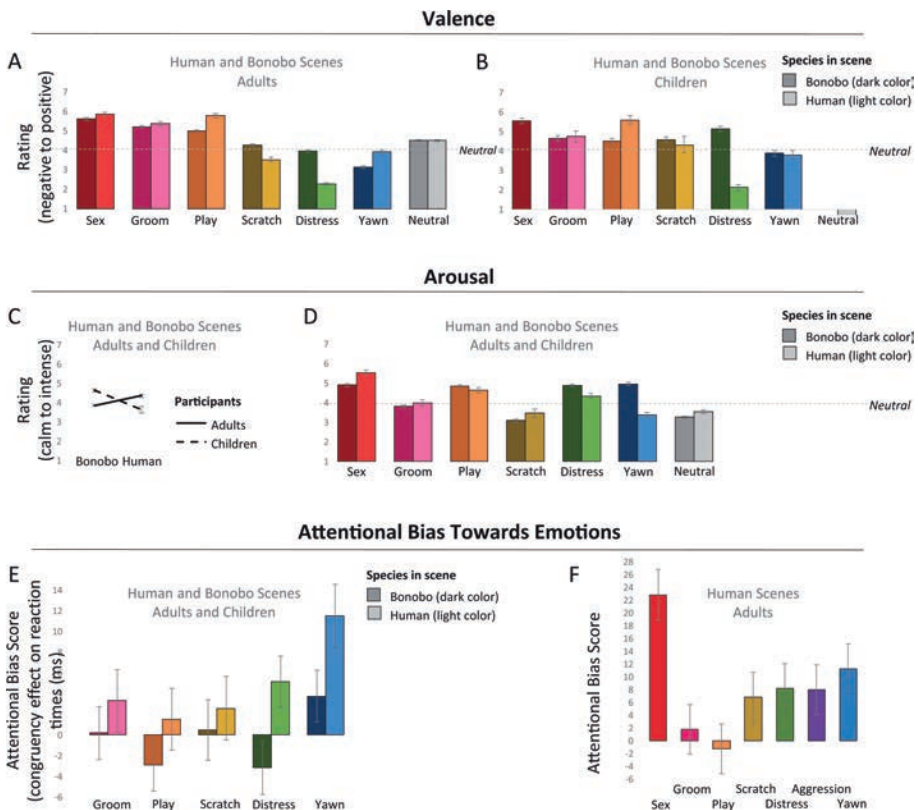 Valence
A
Human and Bonobo Scenes
Adults
Rating
(negative to positive)
7
6
5
4
3
2
1
Neutral
Sex Groom Play Scratch Distress Yawn Neutral
B
Human and Bonobo Scenes
Children
Species in scene
Bonobo (dark color)
Human (light color)
7
6
5
4
3
2
1
Neutral
Sex Groom Play Scratch Distress Yawn Neutral
Arousal
C
Human and Bonobo Scenes
Adults and Children
Rating
(calm to intense)
7
6
5
4
3
2
1
Bonobo Human
Participants
Adults
Children
D
Human and Bonobo Scenes
Adults and Children
Species in scene
Bonobo (dark color)
Human (light color)
7
6
5
4
3
2
1
Neutral
Sex Groom Play Scratch Distress Yawn Neutral
Attentional Bias Towards Emotions
E
Human and Bonobo Scenes
Adults and Children
Species in scene
Bonobo (dark color)
Human (light color)
Attentional Bias Score
(congruency effect on reaction
times (ms)
14
12
10
8
6
4
2
0
-2
-4
-6
Groom Play Scratch Distress Yawn
F
Human Scenes
Adults
Attentional Bias Score
28
26
24
22
20
18
16
14
12
10
8
6
4
2
0
-2
-4
-6
Groom Scratch Aggression
Sex Play Distress Yawn